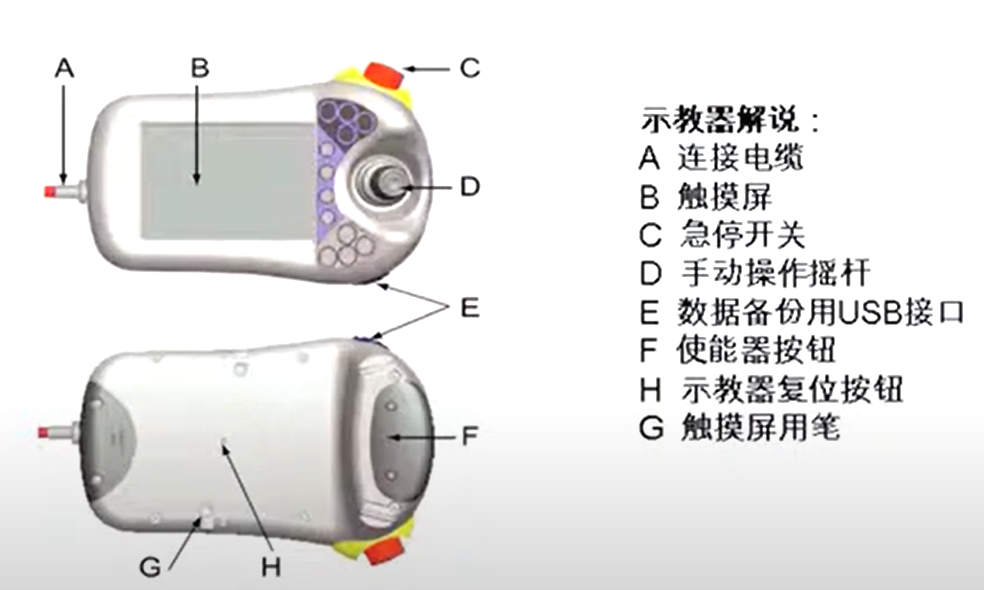 A
B
C
D
E
F
G
H
示教器解说：
A 连接电缆
B 触摸屏
C 急停开关
D 手动操作摇杆
E 数据备份用USB接口
F 使能器按钮
H 示教器复位按钮
G 触摸屏用笔